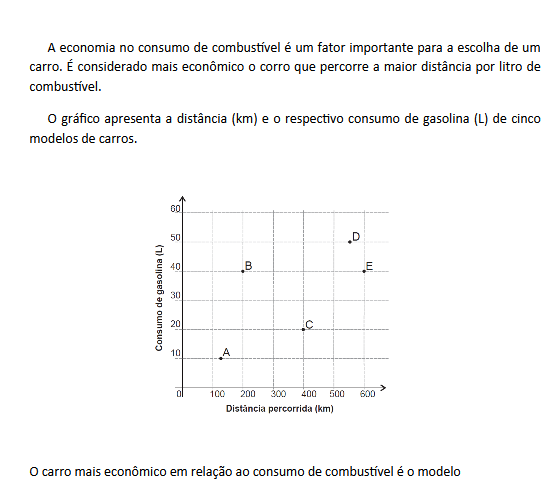 A economia no consumo de combustível é um fator importante para a escolha de um
carro. É considerado mais econômico o corro que percorre a maior distância por litro de
combustível.
O gráfico apresenta a distância (km) e o respectivo consumo de gasolina (L) de cinco
modelos de carros.
Consumo de gasolina (L)
60
50
40
30
20
10
D
B
E
C
A
0 100 200 300 400 500 600
Distância percorrida (km)
O carro mais econômico em relação ao consumo de combustível é o modelo